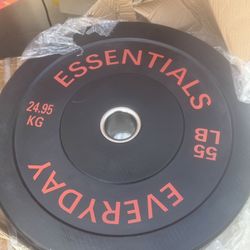 EVERYDAY
ESSENTIALS
24.95
KG
55
LB